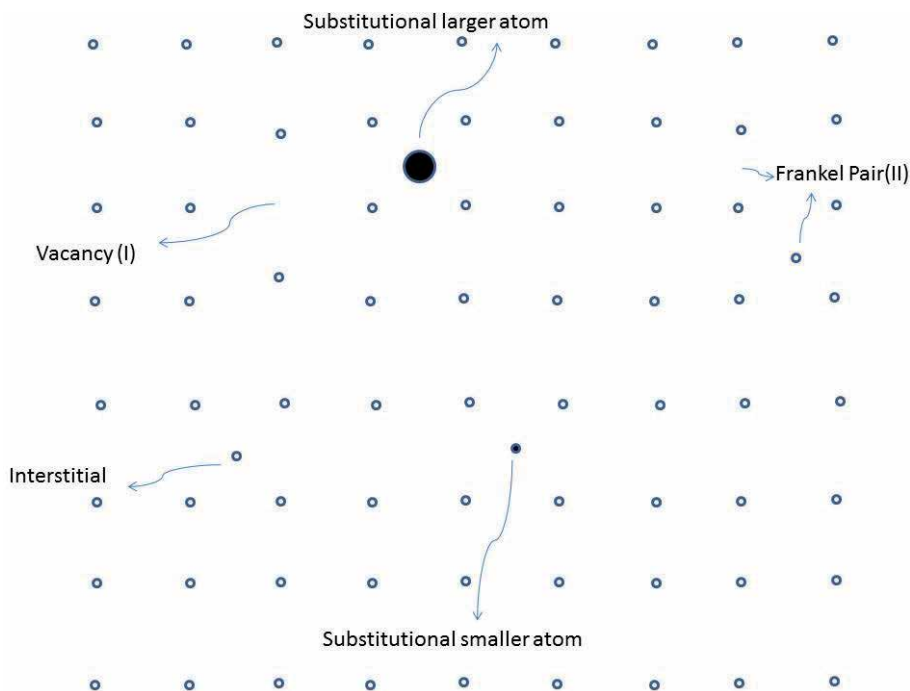 Substitutional larger atom
Frankel Pair(II)
Vacancy (I)
Interstitial
Substitutional smaller atom